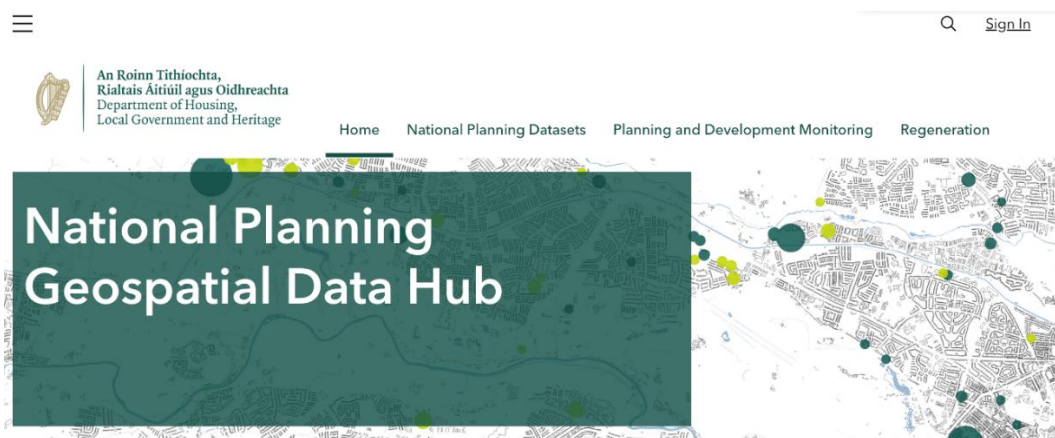 Sign In
An Roinn Tithíochta,
Rialtais Áitiúil agus Oidhreachta
Department of Housing,
Local Government and Heritage
Home National Planning Datasets Planning and Development Monitoring Regeneration
National Planning
Geospatial Data Hub